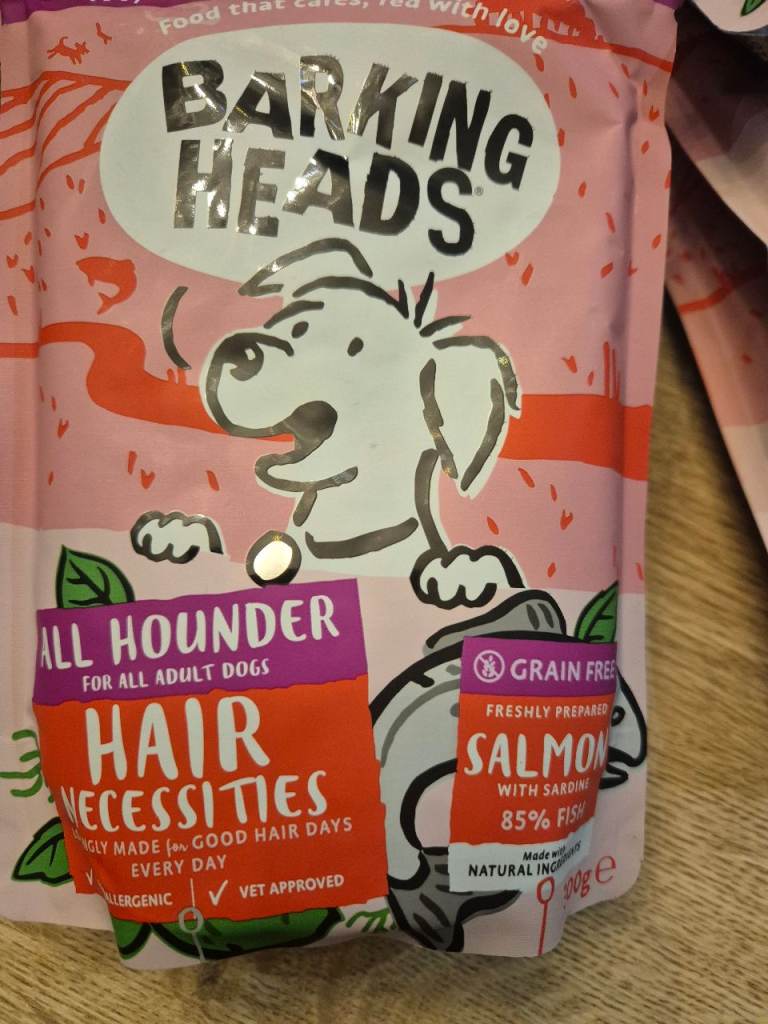 Food that cares, fed with love
BARKING
HEADS®
ALL HOUNDER
FOR ALL ADULT DOGS
HAIR
NECESSITIES
MADE for GOOD HAIR DAYS
EVERY DAY
VET APPROVED
GRAIN FREE
FRESHLY PREPARED
SALMON
WITH SARDINE
85% FISH
Made with
NATURAL INGREDIENTS